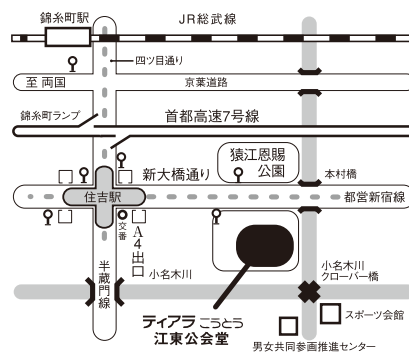 錦糸町駅
JR総武線
四ツ目通り
至 両国
京葉道路
錦糸町ランプ
首都高速7号線
新大橋通り
猿江恩賜
公園
本村橋
住吉駅
都営新宿線
交番
A4出口
半蔵門線
小名木川
小名木川
クローバー橋
ティアラこうとう
江東公会堂
スポーツ会館
男女共同参画推進センター